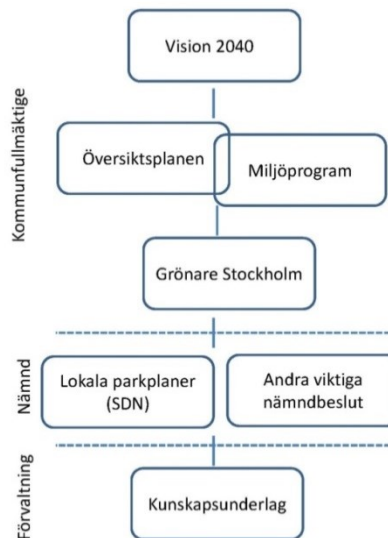 Vision 2040
Kommunfullmäktige
Översiktsplanen
Miljöprogram
Grönare Stockholm
Nämnd
Lokala parkplaner
(SDN)
Andra viktiga
nämndbeslut
Förvaltning
Kunskapsunderlag